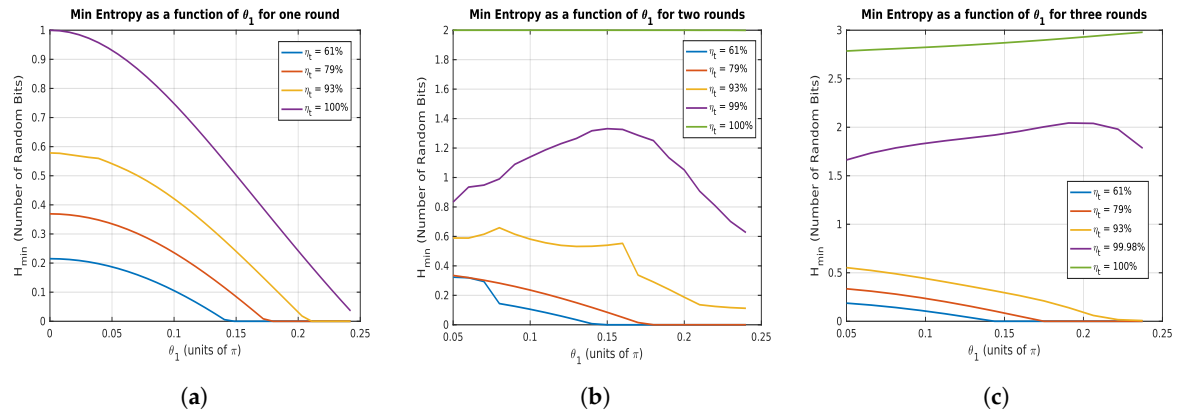 Min Entropy as a function of θ1 for one round
H_min (Number of Random Bits)
1
0.9
0.8
0.7
0.6
0.5
0.4
0.3
0.2
0.1
0
0
0.05
0.1
0.15
0.2
0.25
θ1 (units of π)
ηt = 61%
ηt = 79%
ηt = 93%
ηt = 100%
(a)
Min Entropy as a function of θ1 for two rounds
H_min (Number of Random Bits)
2
1.8
1.6
1.4
1.2
1
0.8
0.6
0.4
0.2
0
0.05
0.1
0.15
0.2
0.25
θ1 (units of π)
ηt = 61%
ηt = 79%
ηt = 93%
ηt = 99%
ηt = 100%
(b)
Min Entropy as a function of θ1 for three rounds
H_min (Number of Random Bits)
3
2.5
2
1.5
1
0.5
0
0.05
0.1
0.15
0.2
0.25
θ1 (units of π)
ηt = 61%
ηt = 79%
ηt = 93%
ηt = 99.98%
ηt = 100%
(c)